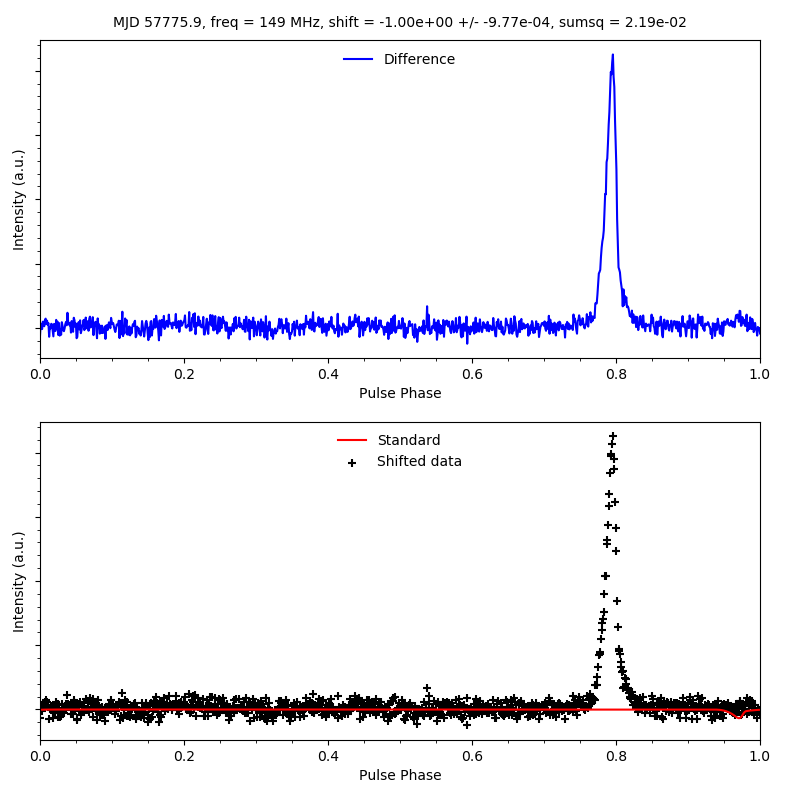 MJD 57775.9, freq = 149 MHz, shift = -1.00e+00 +/- -9.77e-04, sumsq = 2.19e-02
Difference
Intensity (a.u.)
0.0 0.2 0.4 0.6 0.8 1.0
Pulse Phase
Standard
Shifted data
Intensity (a.u.)
0.0 0.2 0.4 0.6 0.8 1.0
Pulse Phase